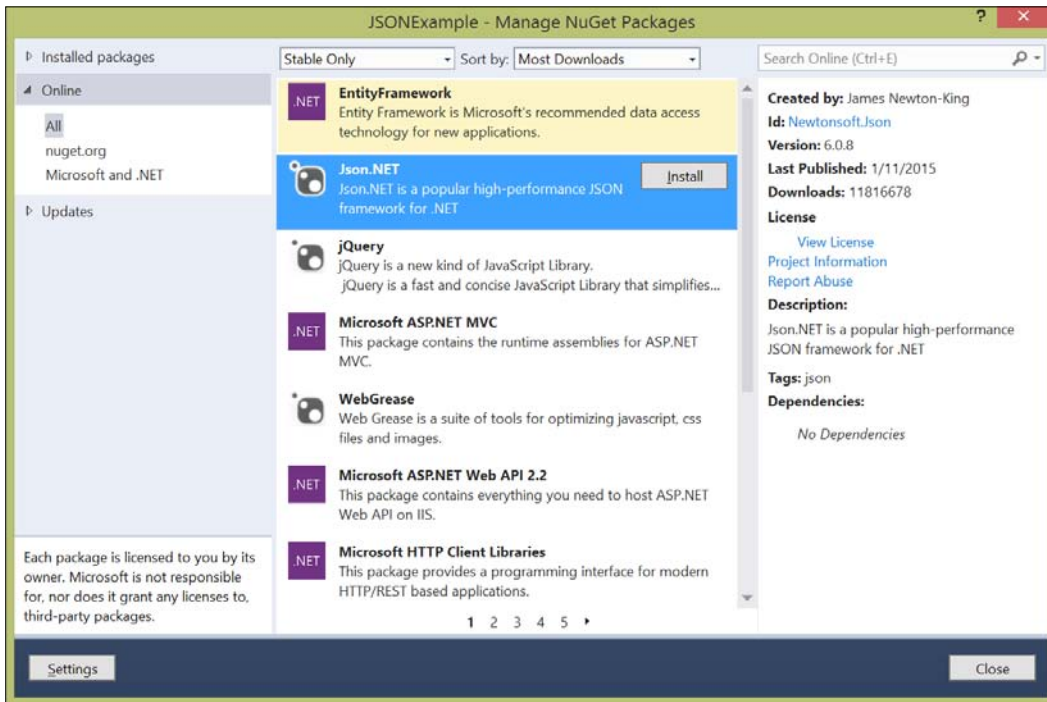 JSONExample - Manage NuGet Packages
?
Installed packages
Online
All
nuget.org
Microsoft and .NET
Updates
Each package is licensed to you by its
owner. Microsoft is not responsible
for, nor does it grant any licenses to,
third-party packages.
Stable Only
Sort by: Most Downloads
.NET
EntityFramework
Entity Framework is Microsoft's recommended data access
technology for new applications.
Json.NET
Json.NET is a popular high-performance JSON
framework for .NET
Install
jQuery
jQuery is a new kind of JavaScript Library.
jQuery is a fast and concise JavaScript Library that simplifies...
.NET
Microsoft ASP.NET MVC
This package contains the runtime assemblies for ASP.NET
MVC.
WebGrease
Web Grease is a suite of tools for optimizing javascript, css
files and images.
.NET
Microsoft ASP.NET Web API 2.2
This package contains everything you need to host ASP.NET
Web API on IIS.
.NET
Microsoft HTTP Client Libraries
This package provides a programming interface for modern
HTTP/REST based applications.
1 2 3 4 5
Search Online (Ctrl+E)
Created by: James Newton-King
Id: Newtonsoft.Json
Version: 6.0.8
Last Published: 1/11/2015
Downloads: 11816678
License
View License
Project Information
Report Abuse
Description:
Json.NET is a popular high-performance
JSON framework for .NET
Tags: json
Dependencies:
No Dependencies
Settings
Close